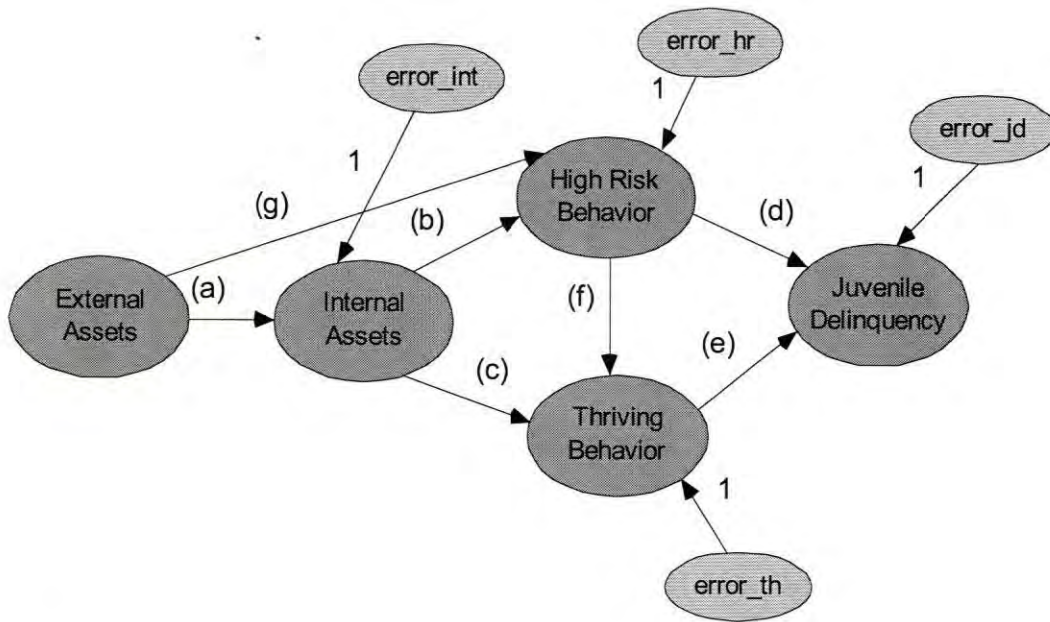 error_hr
error_int
1
error_jd
1
1
High Risk
Behavior
(g)
(b)
(d)
External
Assets
(a)
Internal
Assets
(f)
Juvenile
Delinquency
(c)
(e)
Thriving
Behavior
1
error_th